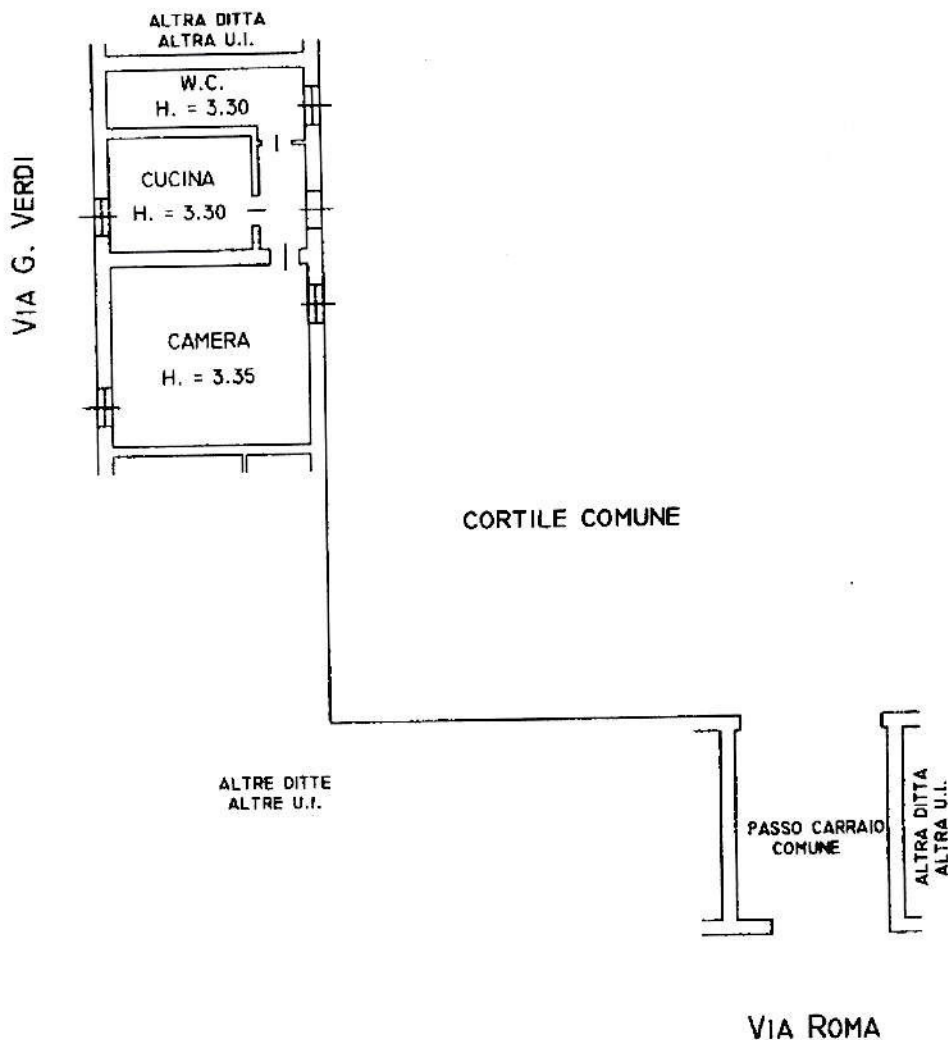 ALTRA DITTA
ALTRA U.I.
W.C.
H. = 3.30
VIA G. VERDI
CUCINA
H. = 3.30
CAMERA
H. = 3.35
CORTILE COMUNE
ALTRE DITTE
ALTRE U.I.
PASSO CARRAIO
COMUNE
ALTRA DITTA
ALTRA U.I.
VIA ROMA